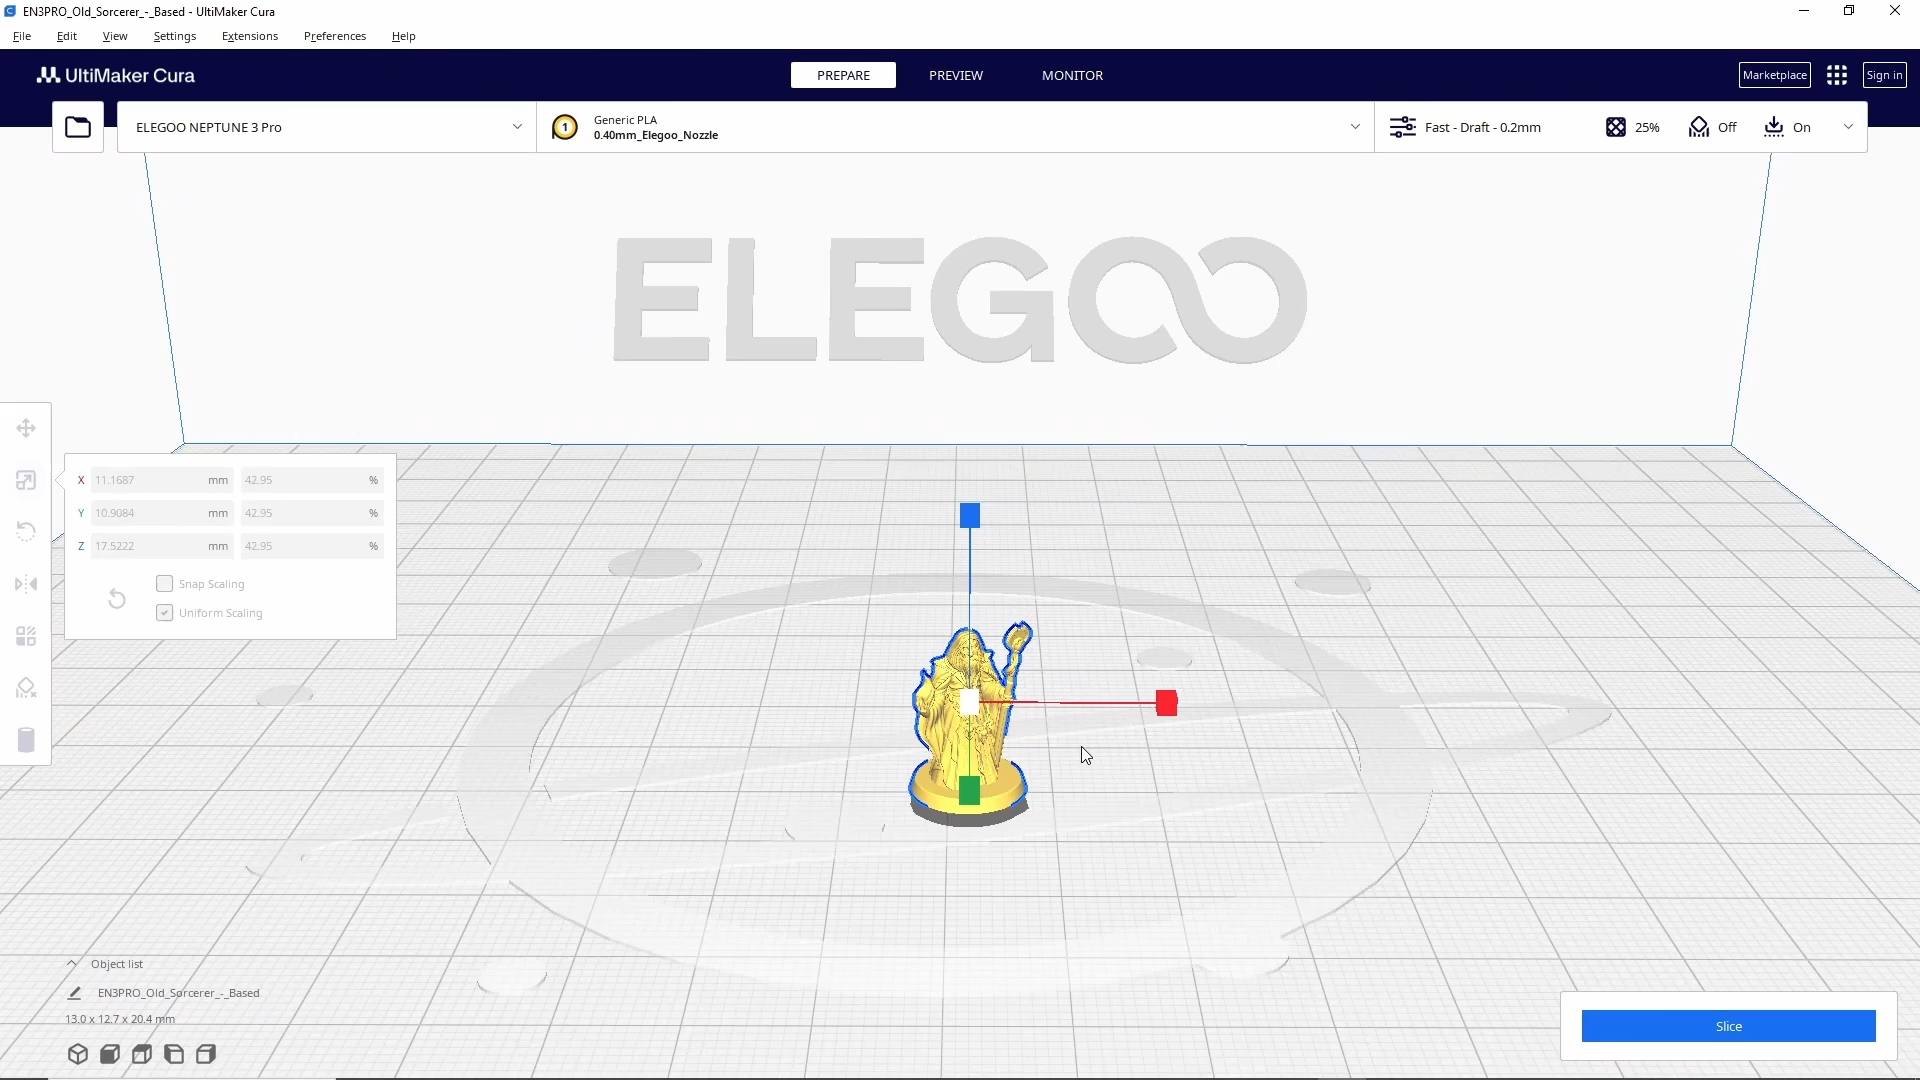 EN3PRO_Old_Sorcerer_-_Based - UltiMaker Cura
File Edit View Settings Extensions Preferences Help
UltiMaker Cura
PREPARE PREVIEW MONITOR
Marketplace Sign in
ELEGOO NEPTUNE 3 Pro
1 Generic PLA
0.40mm_Elegoo_Nozzle
Fast - Draft - 0.2mm 25% Off On
ELEGOO
X 11.1687 mm 42.95 %
Y 10.9084 mm 42.95 %
Z 17.5222 mm 42.95 %
Snap Scaling
Uniform Scaling
Object list
EN3PRO_Old_Sorcerer_-_Based
13.0 x 12.7 x 20.4 mm
Slice